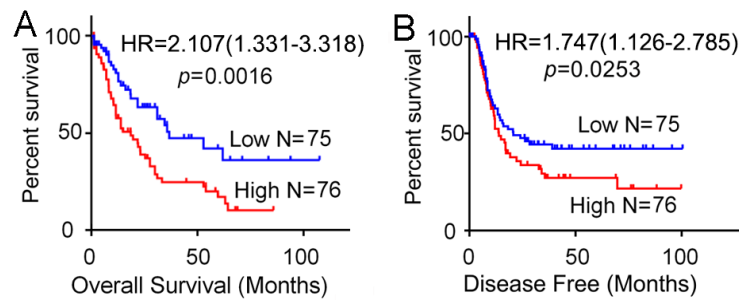 A
HR=2.107(1.331-3.318)
p=0.0016
Percent survival
100
50
0
Low N=75
High N=76
0 50 100
Overall Survival (Months)
B
HR=1.747(1.126-2.785)
p=0.0253
Percent survival
100
50
0
Low N=75
High N=76
0 50 100
Disease Free (Months)